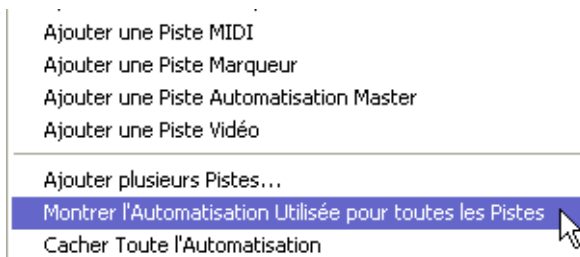 Ajouter une Piste MIDI
Ajouter une Piste Marqueur
Ajouter une Piste Automatisation Master
Ajouter une Piste Vidéo
Ajouter plusieurs Pistes...
Montrer l'Automatisation Utilisée pour toutes les Pistes
Cacher Toute l'Automatisation